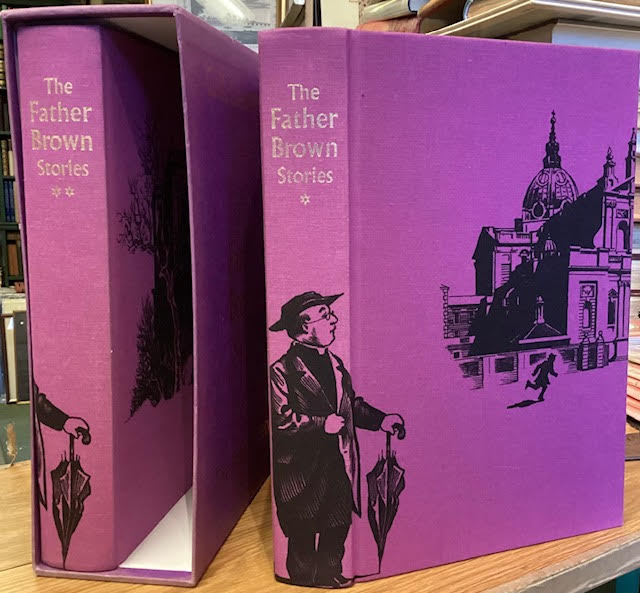 The
Father
Brown
Stories
**
The
Father
Brown
Stories
*